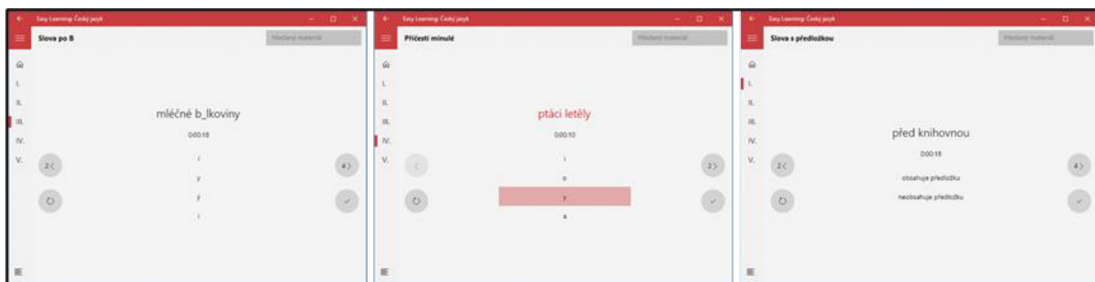 Easy Learning: Český jazyk
Slova po B
Hledaný materiál
I.
II.
III.
IV.
V.
mléčné b_lkoviny
0:00:18
2 <
4 >
í
y
ý
i
Easy Learning: Český jazyk
Příčestí minulé
Hledaný materiál
I.
II.
III.
IV.
V.
ptáci letěly
0:00:10
2 >
i
o
y
a
Easy Learning: Český jazyk
Slova s předložkou
Hledaný materiál
I.
II.
III.
IV.
V.
před knihovnou
0:00:18
2 <
4 >
obsahuje předložku
neobsahuje předložku